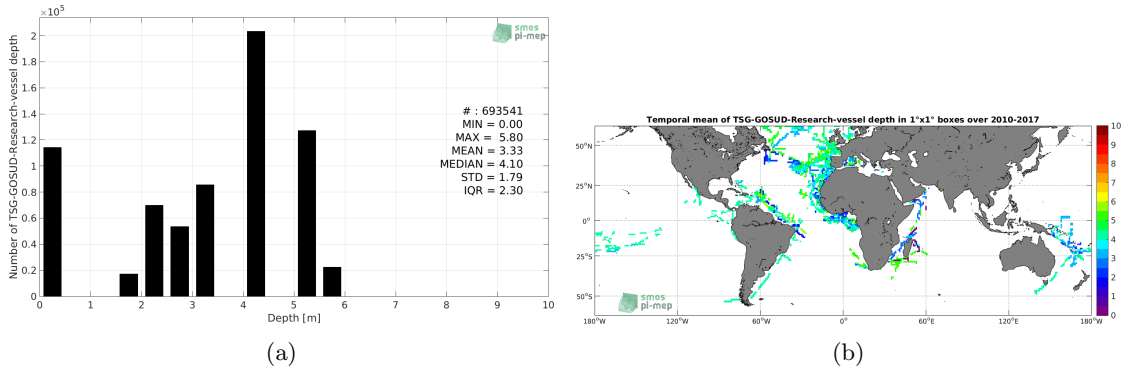 ×10⁵
smos
pi-mep
Number of TSG-GOSUD-Research-vessel depth
2
1.8
1.6
1.4
1.2
1
0.8
0.6
0.4
0.2
0
# : 693541
MIN = 0.00
MAX = 5.80
MEAN = 3.33
MEDIAN = 4.10
STD = 1.79
IQR = 2.30
0 1 2 3 4 5 6 7 8 9 10
Depth [m]
(a)
Temporal mean of TSG-GOSUD-Research-vessel depth in 1°x1° boxes over 2010-2017
50°N
25°N
0°
25°S
50°S
smos
pi-mep
180°W 120°W 60°W 0° 60°E 120°E 180°W
10
9
8
7
6
5
4
3
2
1
0
(b)